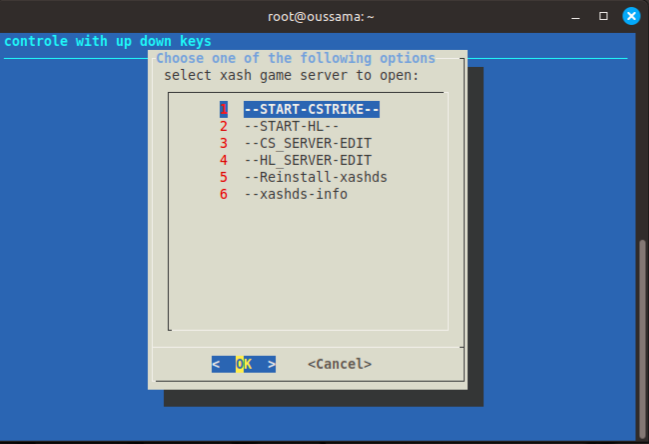 root@oussama: ~
controle with up down keys
Choose one of the following options
select xash game server to open:
1 --START-CSTRIKE--
2 --START-HL--
3 --CS_SERVER-EDIT
4 --HL_SERVER-EDIT
5 --Reinstall-xashds
6 --xashds-info
< OK > <Cancel>